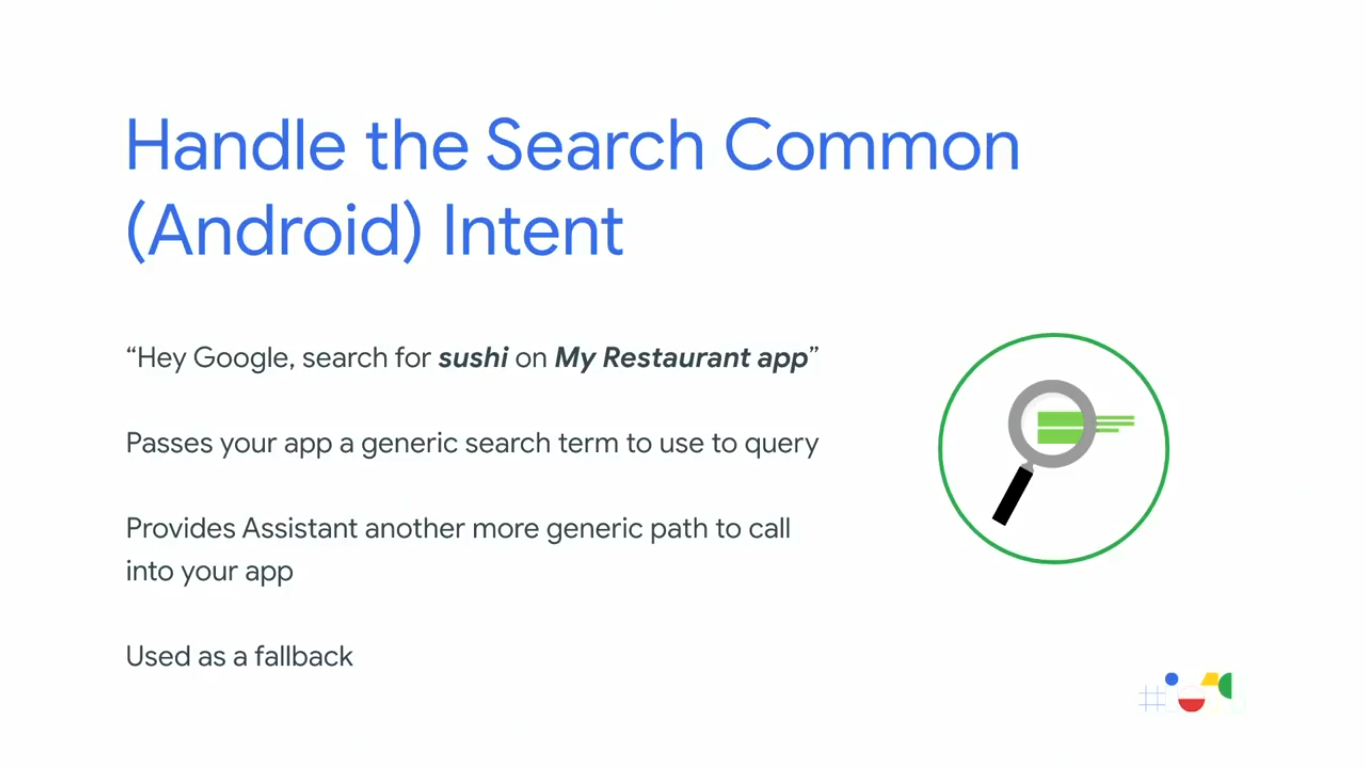 Handle the Search Common
(Android) Intent
“Hey Google, search for sushi on My Restaurant app”
Passes your app a generic search term to use to query
Provides Assistant another more generic path to call
into your app
Used as a fallback